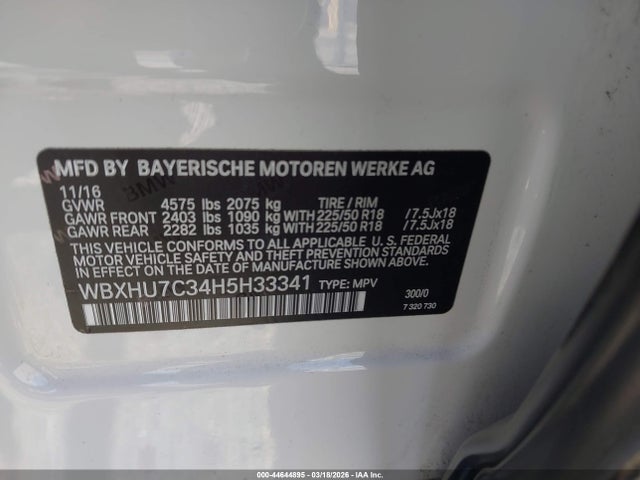 MFD BY BAYERISCHE MOTOREN WERKE AG
11/16
GVWR 4575 lbs 2075 kg TIRE / RIM
GAWR FRONT 2403 lbs 1090 kg WITH 225/50 R18 /7.5Jx18
GAWR REAR 2282 lbs 1035 kg WITH 225/50 R18 /7.5Jx18
THIS VEHICLE CONFORMS TO ALL APPLICABLE U. S. FEDERAL
MOTOR VEHICLE SAFETY AND THEFT PREVENTION STANDARDS
IN EFFECT ON THE DATE OF MANUFACTURE SHOWN ABOVE.
WBXHU7C34H5H33341 TYPE: MPV
300/0
7 320 730
000-44644895 - 03/18/2026 - IAAI, Inc.